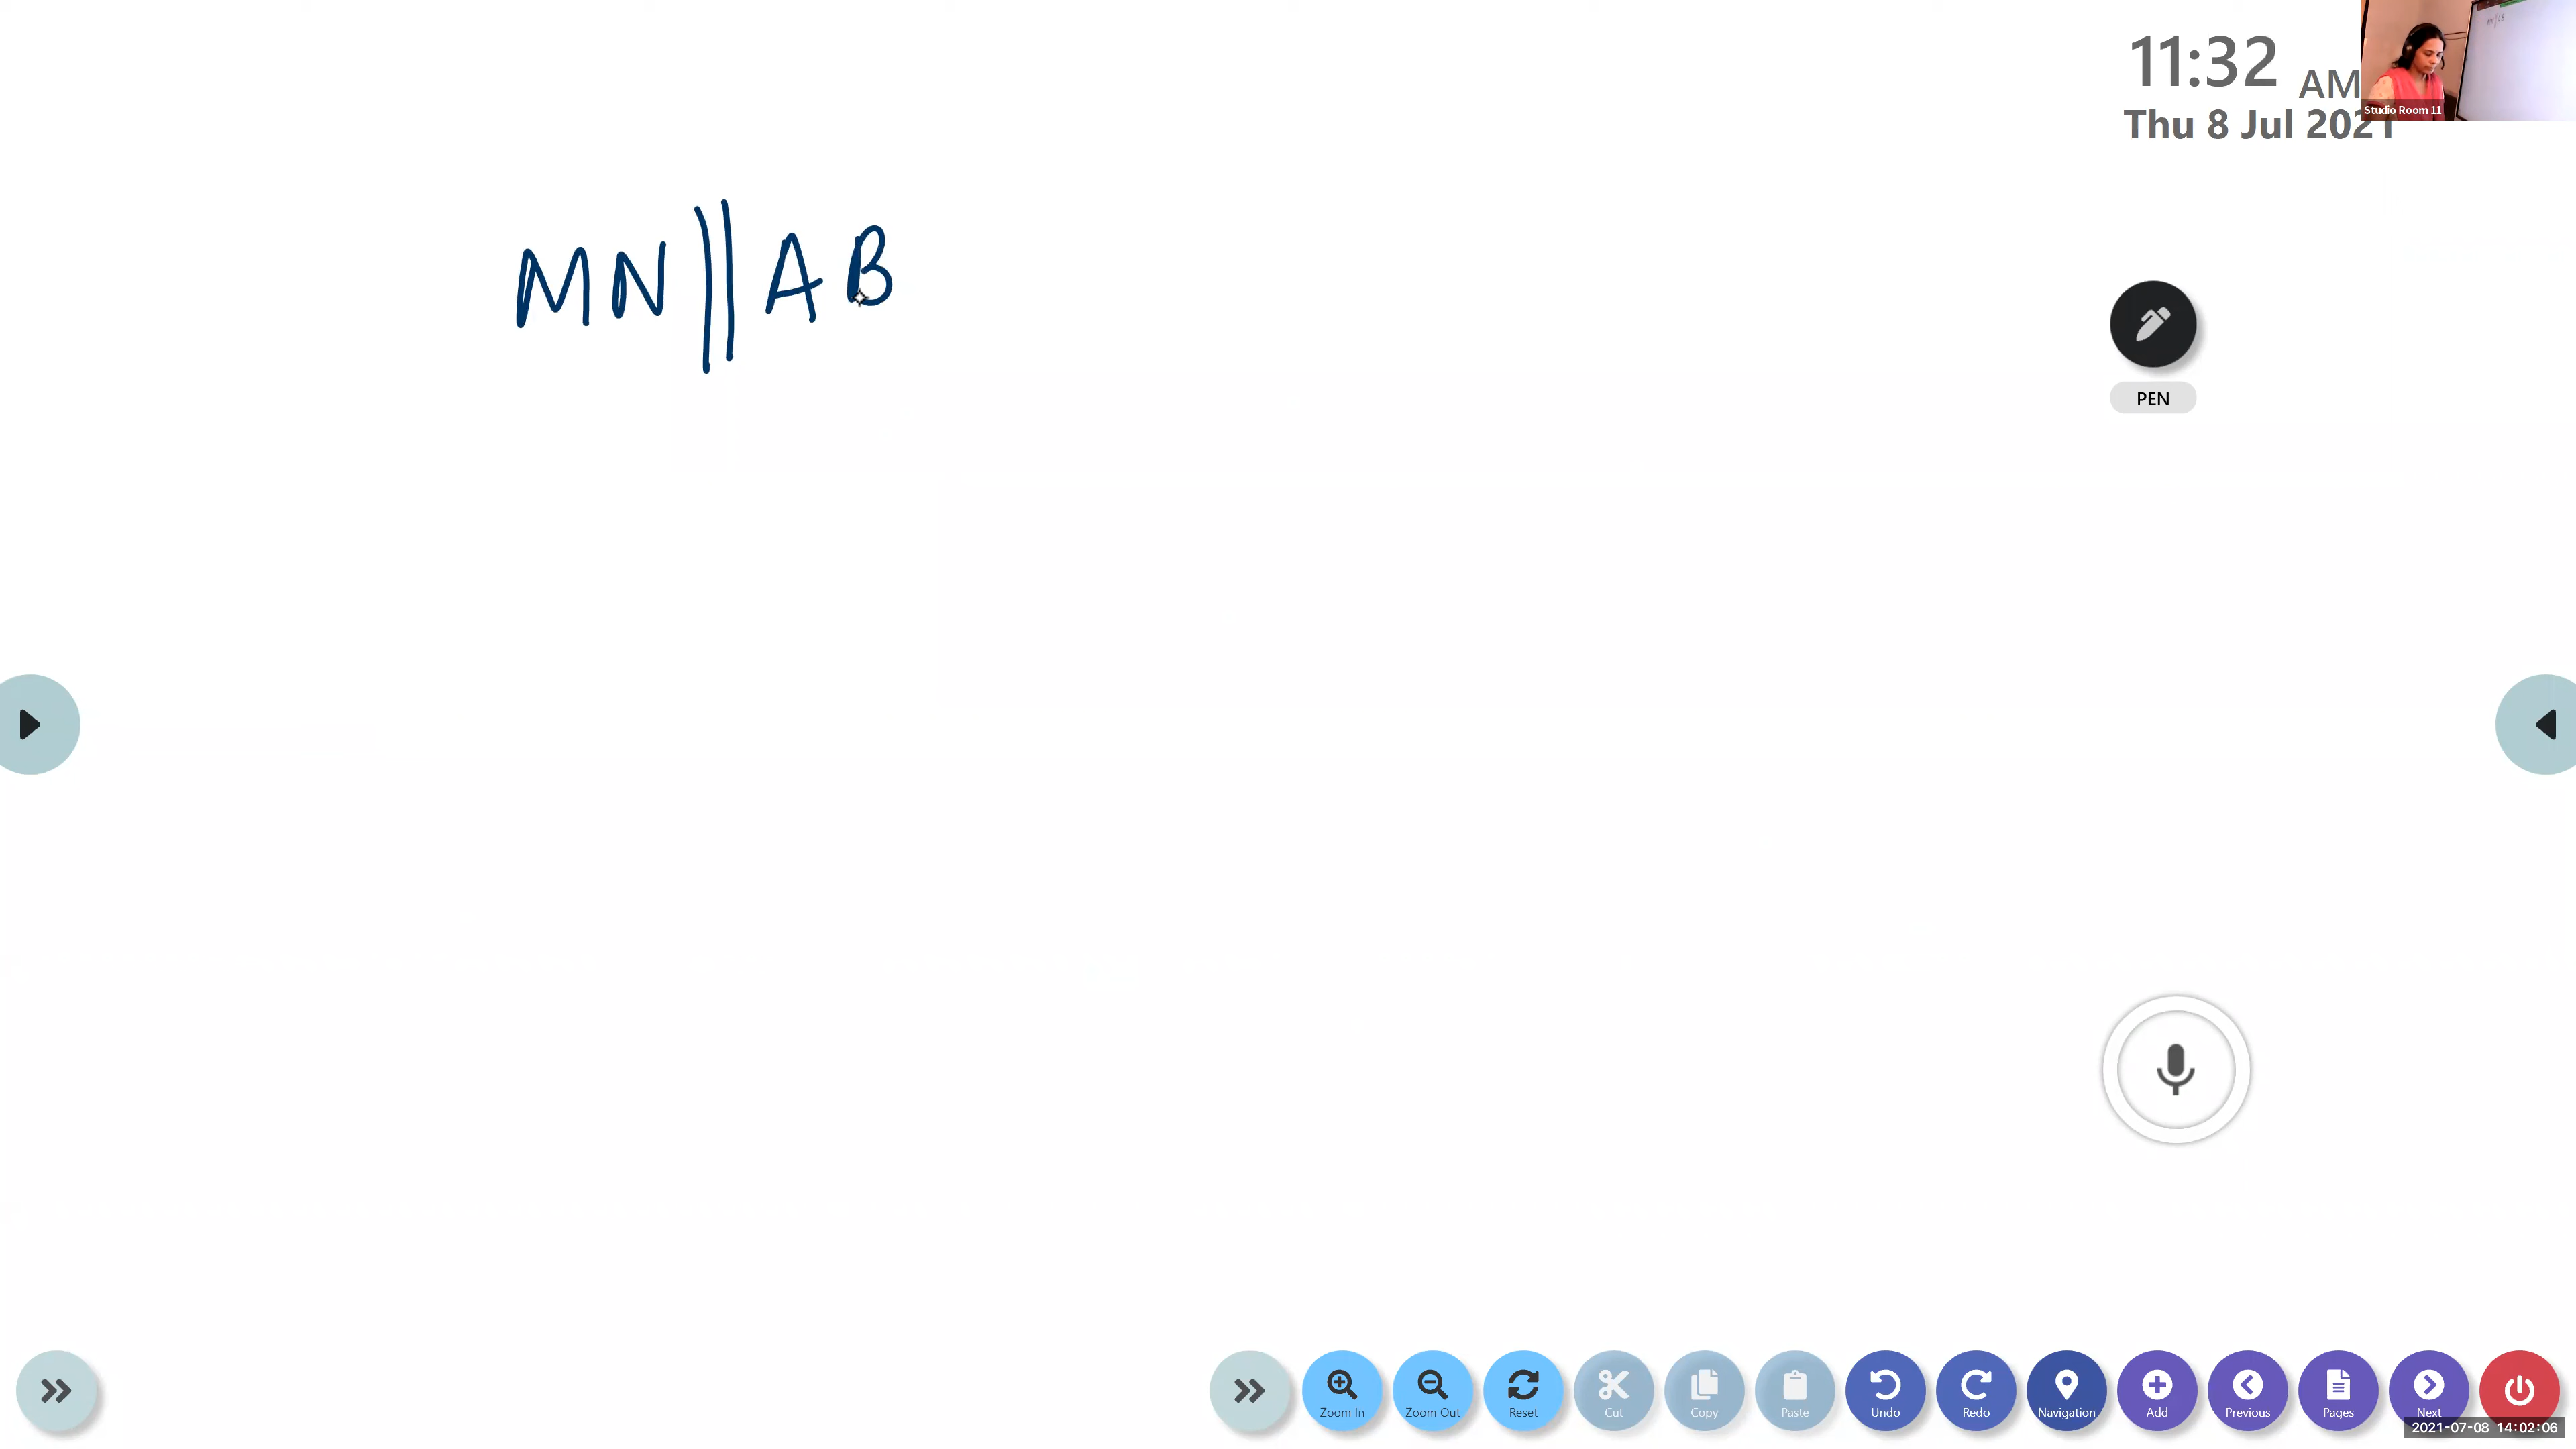 11:32 AM
Thu 8 Jul 2021
Studio Room 11
MN || AB
PEN
Zoom In
Zoom Out
Reset
Cut
Copy
Paste
Undo
Redo
Navigation
Add
Previous
Pages
Next
2021-07-08 14:02:06